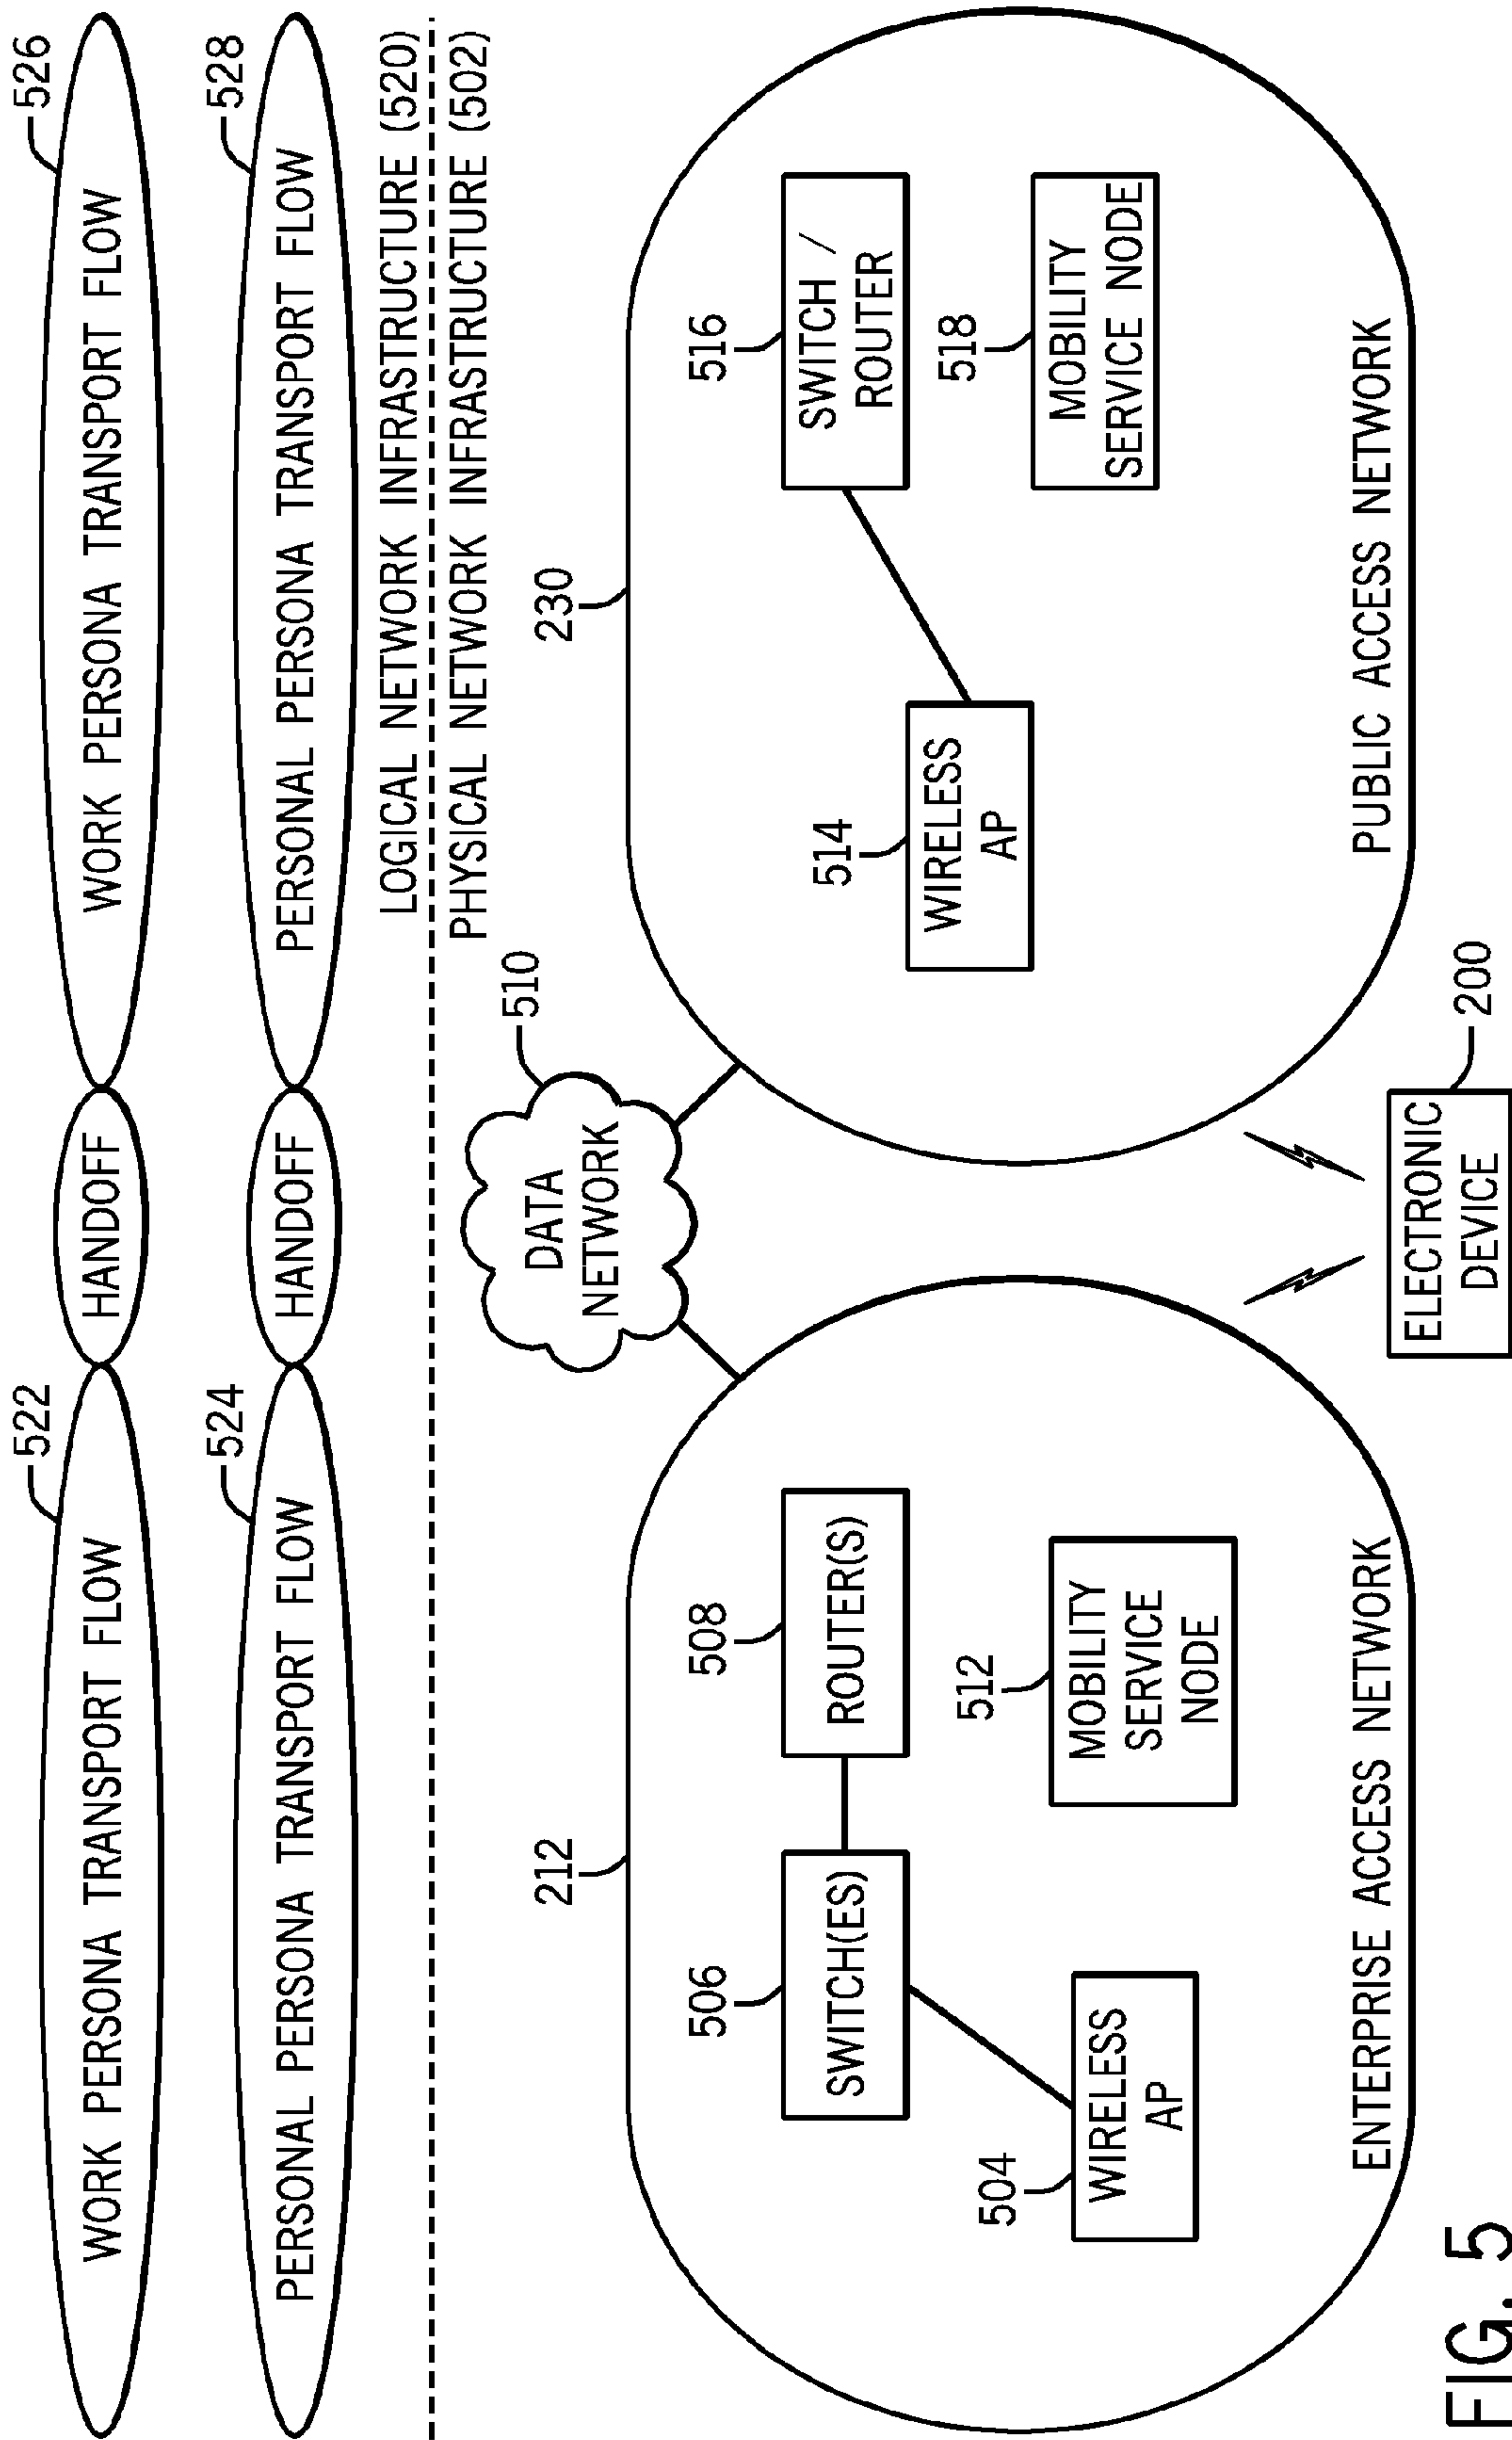 522
526
WORK PERSONA TRANSPORT FLOW
HANDOFF
WORK PERSONA TRANSPORT FLOW
524
528
PERSONAL PERSONA TRANSPORT FLOW
HANDOFF
PERSONAL PERSONA TRANSPORT FLOW
LOGICAL NETWORK INFRASTRUCTURE (520)
PHYSICAL NETWORK INFRASTRUCTURE (502)
510
DATA
NETWORK
212
506
SWITCH(ES)
508
ROUTER(S)
504
WIRELESS
AP
512
MOBILITY
SERVICE
NODE
ENTERPRISE ACCESS NETWORK
230
514
WIRELESS
AP
516
SWITCH /
ROUTER
518
MOBILITY
SERVICE NODE
PUBLIC ACCESS NETWORK
200
ELECTRONIC
DEVICE
FIG. 5